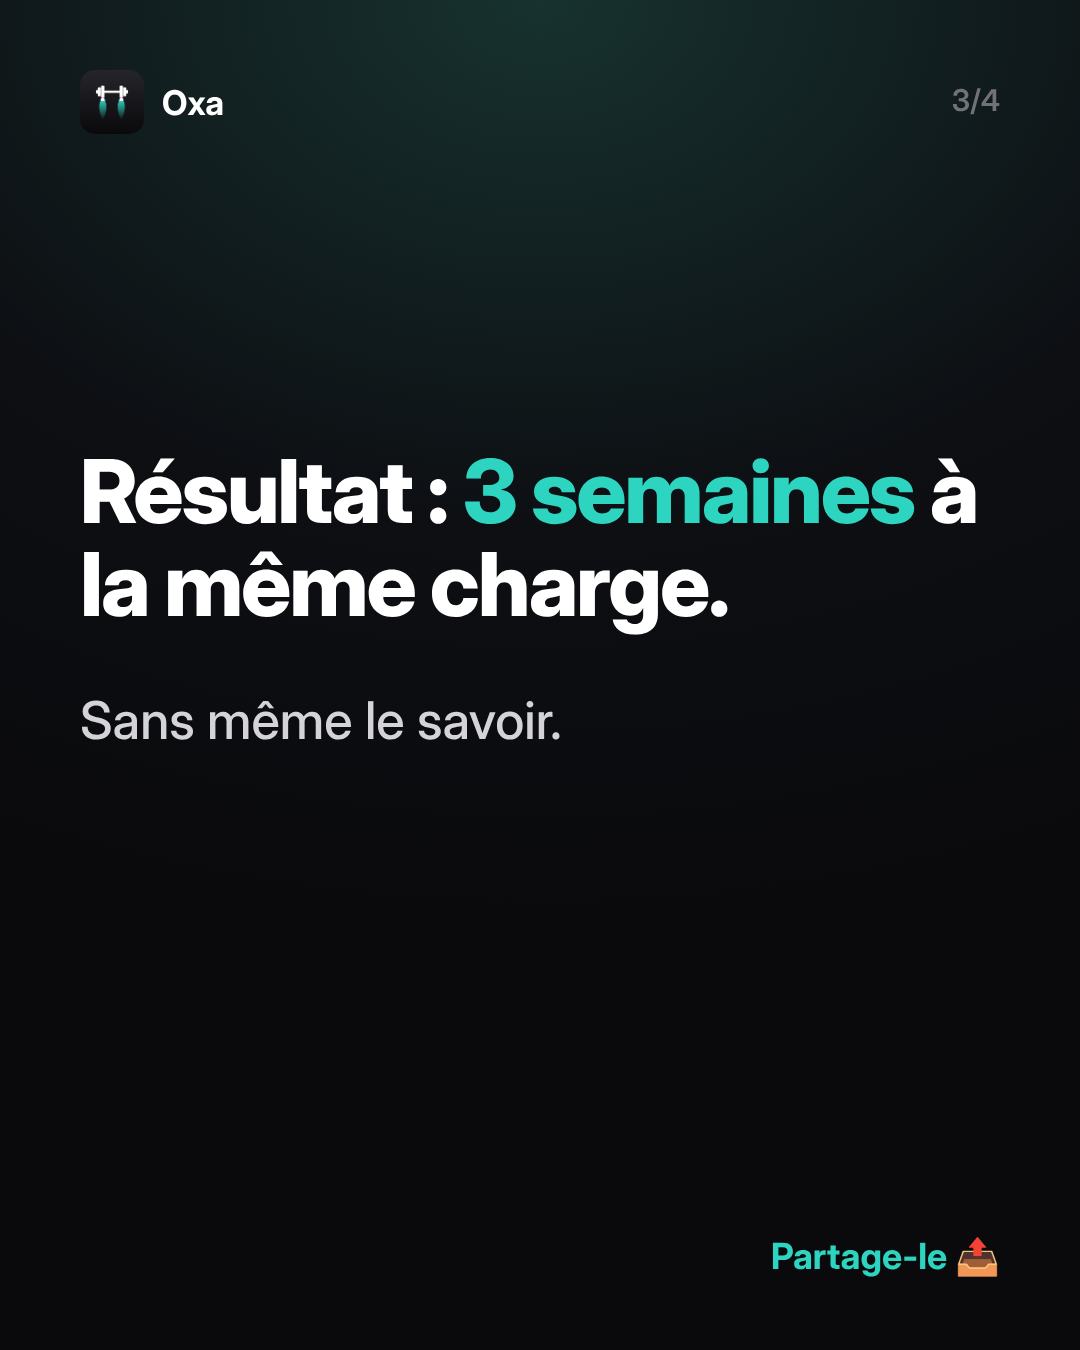 Oxa
3/4
Résultat : 3 semaines à
la même charge.
Sans même le savoir.
Partage-le 📤